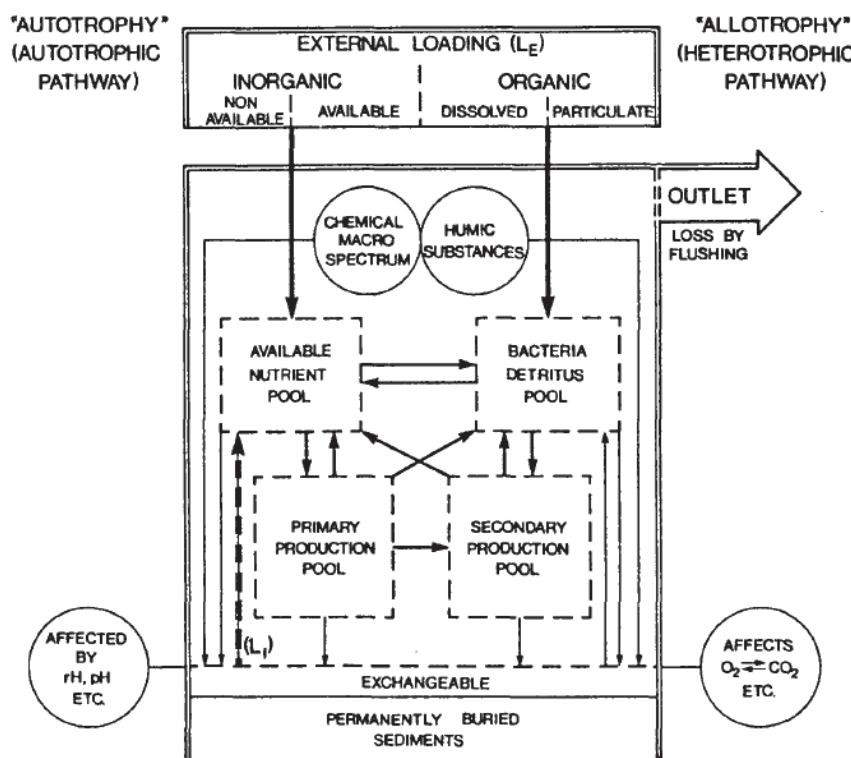 "AUTOTROPHY"
(AUTOTROPHIC
PATHWAY)
EXTERNAL LOADING (LE)
INORGANIC
ORGANIC
NON
AVAILABLE
AVAILABLE
DISSOLVED
PARTICULATE
"ALLOTROPHY"
(HETEROTROPHIC
PATHWAY)
OUTLET
LOSS BY
FLUSHING
CHEMICAL
MACRO
SPECTRUM
HUMIC
SUBSTANCES
AVAILABLE
NUTRIENT
POOL
BACTERIA
DETRITUS
POOL
PRIMARY
PRODUCTION
POOL
SECONDARY
PRODUCTION
POOL
(LI)
AFFECTED
BY
rH, pH
ETC.
AFFECTS
O2 ⇌ CO2
ETC.
EXCHANGEABLE
PERMANENTLY BURIED
SEDIMENTS